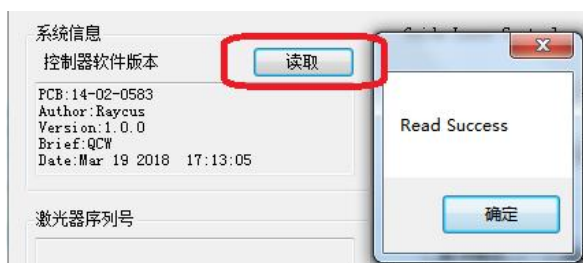 系统信息
控制器软件版本
读取
PCB:14-02-0583
Author:Raycus
Version:1.0.0
Brief:QCW
Date:Mar 19 2018 17:13:05
激光器序列号
Read Success
确定